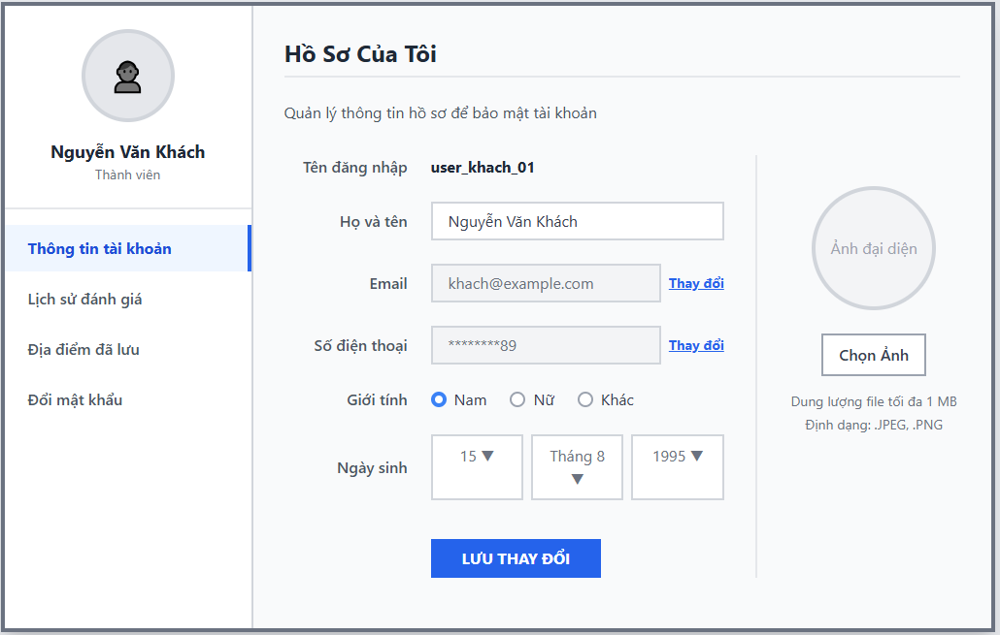 Nguyễn Văn Khách
Thành viên
Thông tin tài khoản
Lịch sử đánh giá
Địa điểm đã lưu
Đổi mật khẩu
Hồ Sơ Của Tôi
Quản lý thông tin hồ sơ để bảo mật tài khoản
Tên đăng nhập user_khach_01
Họ và tên Nguyễn Văn Khách
Email khach@example.com Thay đổi
Số điện thoại ********89 Thay đổi
Giới tính Nam Nữ Khác
Ngày sinh 15 ▼ Tháng 8 ▼ 1995 ▼
LƯU THAY ĐỔI
Ảnh đại diện
Chọn Ảnh
Dung lượng file tối đa 1 MB
Định dạng: .JPEG, .PNG